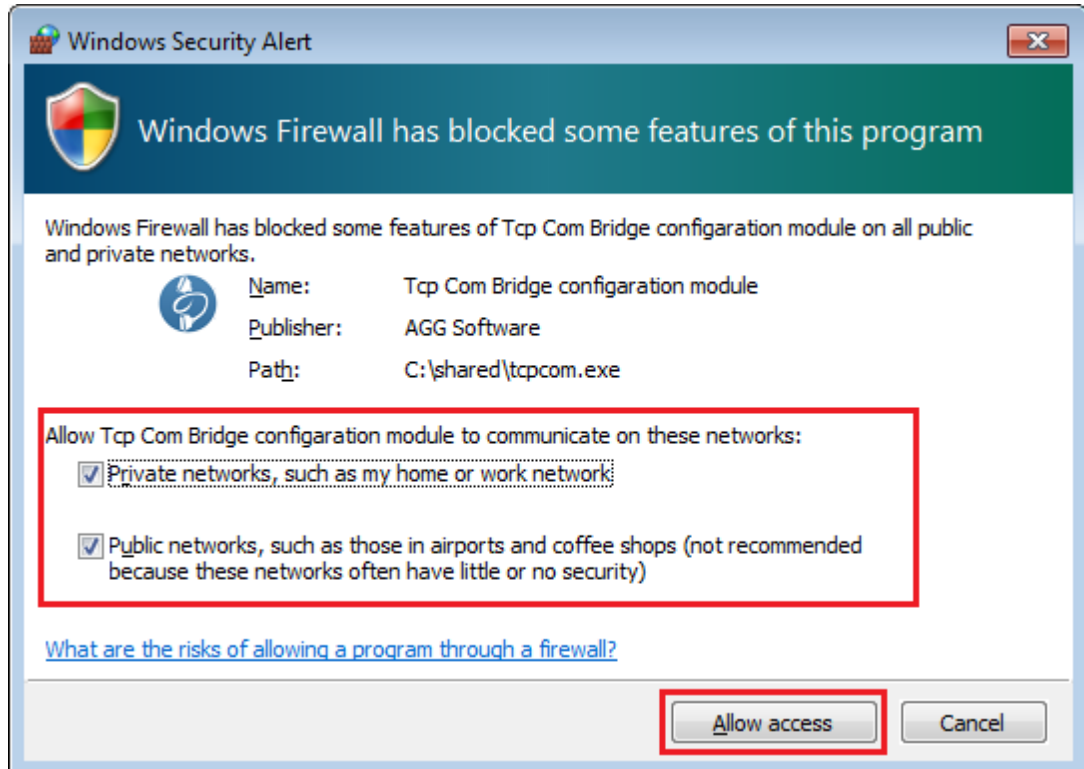 Windows Security Alert
Windows Firewall has blocked some features of this program
Windows Firewall has blocked some features of Tcp Com Bridge configaration module on all public
and private networks.
Name: Tcp Com Bridge configaration module
Publisher: AGG Software
Path: C:\shared\tcpcom.exe
Allow Tcp Com Bridge configaration module to communicate on these networks:
Private networks, such as my home or work network
Public networks, such as those in airports and coffee shops (not recommended
because these networks often have little or no security)
What are the risks of allowing a program through a firewall?
Allow access Cancel